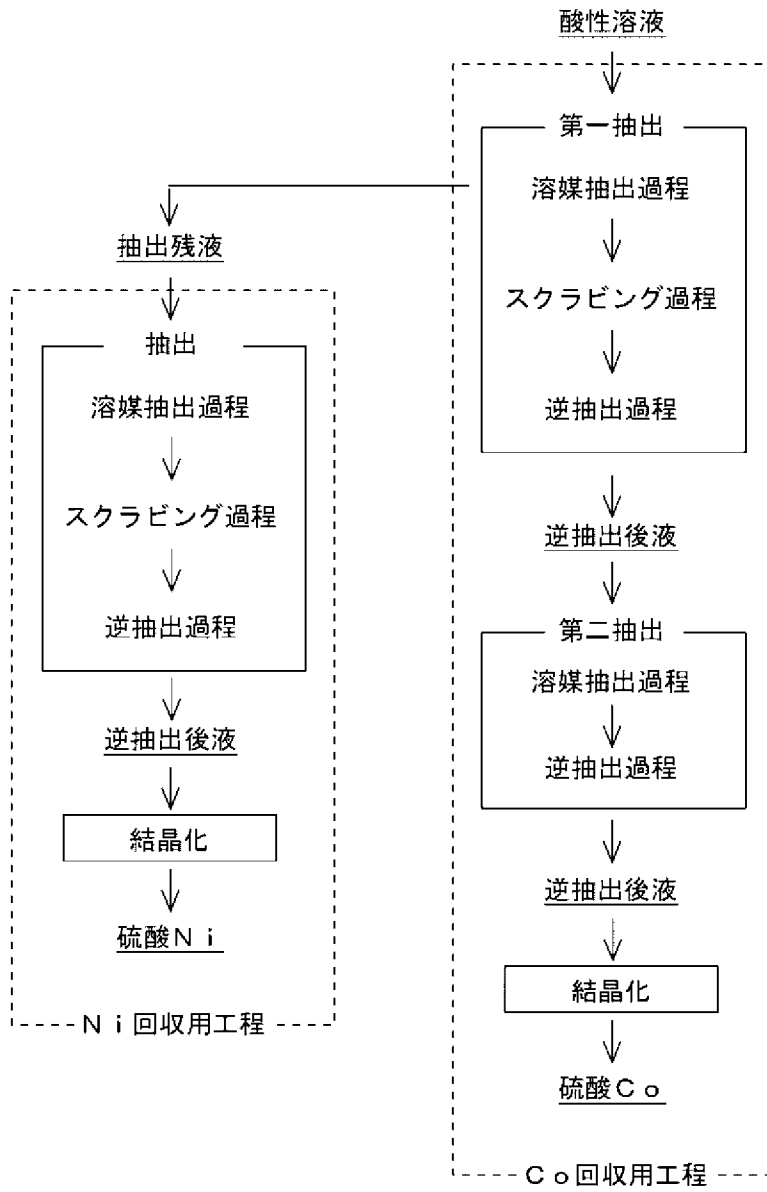 酸性溶液
第一抽出
溶媒抽出過程
スクラビング過程
逆抽出過程
逆抽出後液
第二抽出
溶媒抽出過程
逆抽出過程
逆抽出後液
結晶化
硫酸Ｃｏ
Ｃｏ回収用工程
抽出残液
抽出
溶媒抽出過程
スクラビング過程
逆抽出過程
逆抽出後液
結晶化
硫酸Ｎｉ
Ｎｉ回収用工程